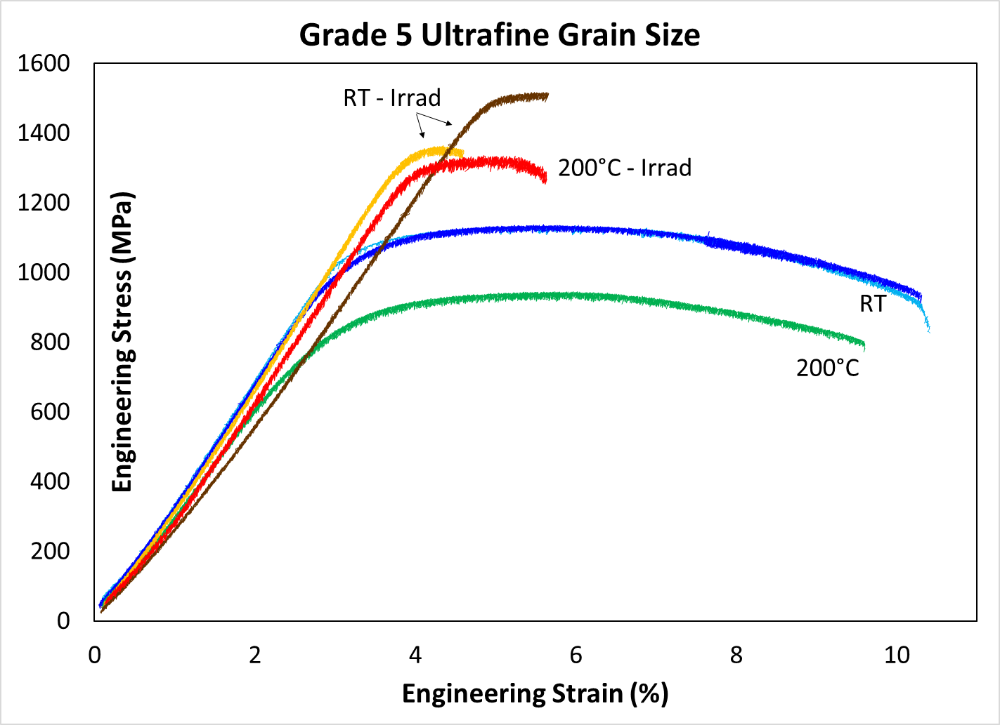 Grade 5 Ultrafine Grain Size
1600
1400
1200
1000
800
600
400
200
0
Engineering Stress (MPa)
RT - Irrad
200°C - Irrad
RT
200°C
0 2 4 6 8 10
Engineering Strain (%)